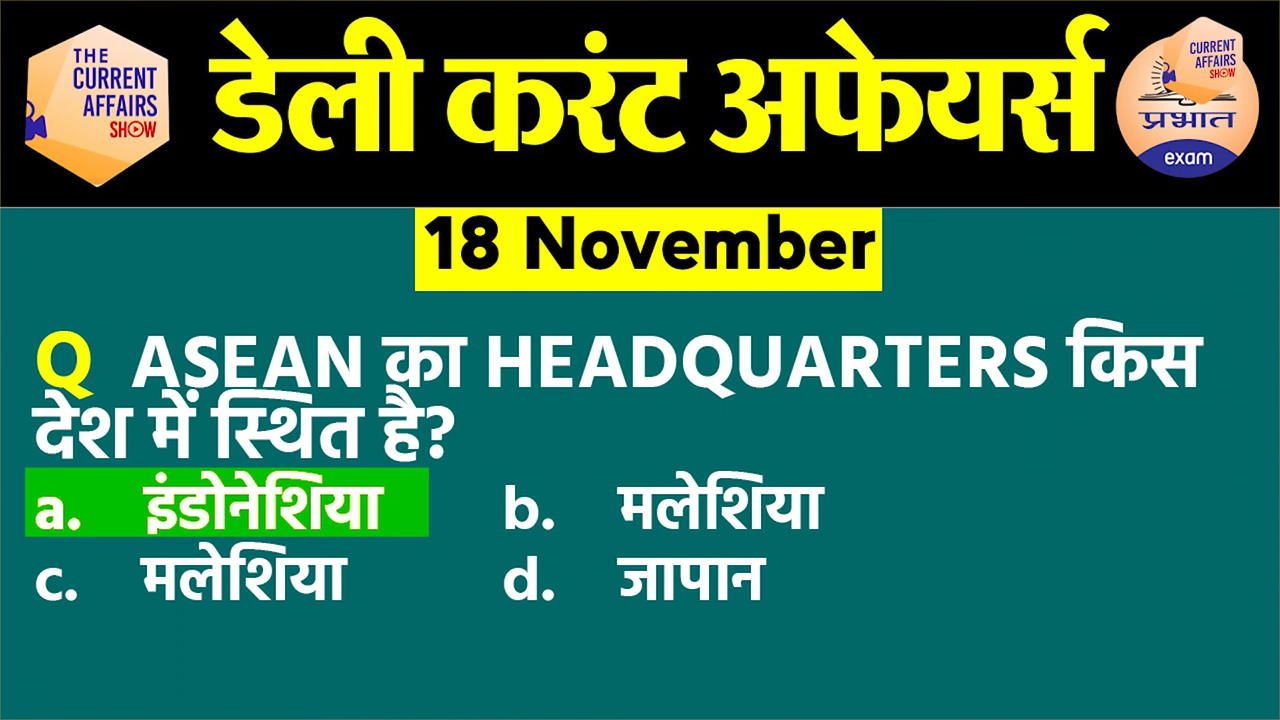 THE
CURRENT
AFFAIRS
SHOW
डेली करंट अफेयर्स
CURRENT
AFFAIRS
SHOW
प्रभात
exam
18 November
Q ASEAN का HEADQUARTERS किस
देश में स्थित है?
a. इंडोनेशिया b. मलेशिया
c. मलेशिया d. जापान